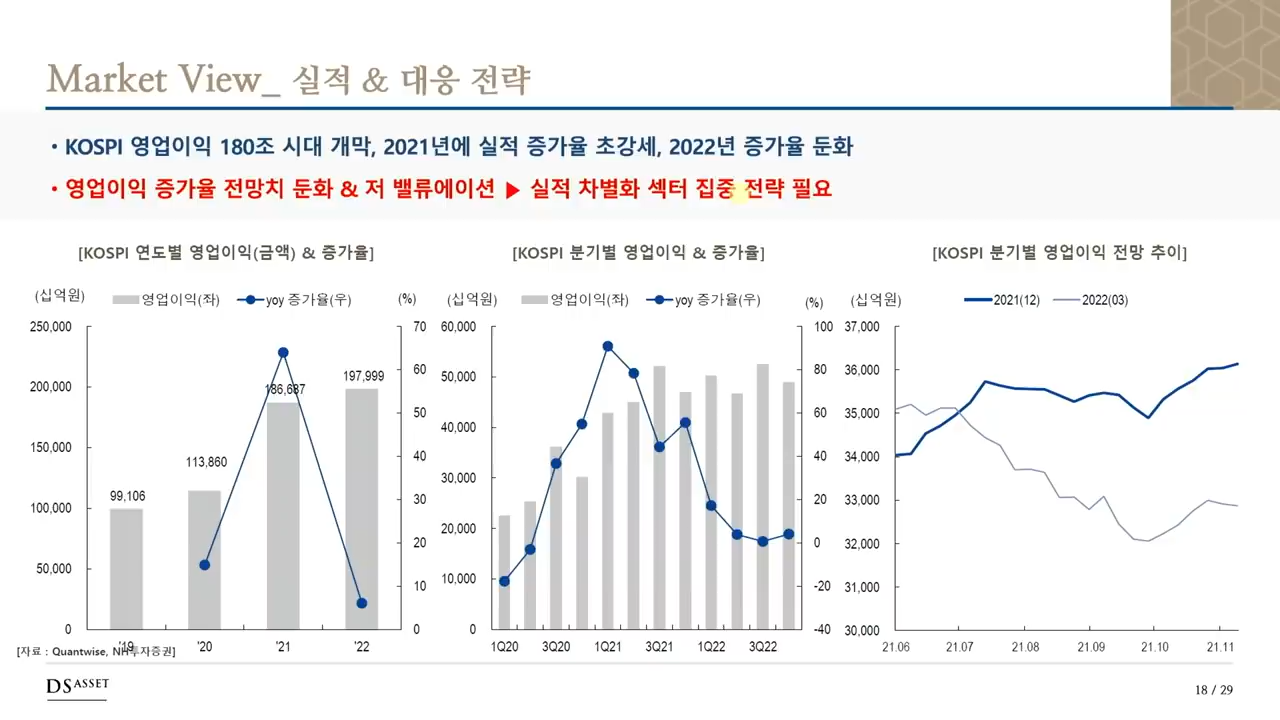 Market View_ 실적 & 대응 전략
• KOSPI 영업이익 180조 시대 개막, 2021년에 실적 증가율 초강세, 2022년 증가율 둔화
• 영업이익 증가율 전망치 둔화 & 저 밸류에이션 ▶ 실적 차별화 섹터 집중 전략 필요
[KOSPI 연도별 영업이익(금액) & 증가율]
(십억원) 영업이익(좌) yoy 증가율(우) (%)
250,000
200,000
150,000
100,000
50,000
0
99,106
113,860
186,687
197,999
70
60
50
40
30
20
10
0
'19 '20 '21 '22
[KOSPI 분기별 영업이익 & 증가율]
(십억원) 영업이익(좌) yoy 증가율(우) (%)
60,000
50,000
40,000
30,000
20,000
10,000
0
100
80
60
40
20
0
-20
-40
1Q20 3Q20 1Q21 3Q21 1Q22 3Q22
[KOSPI 분기별 영업이익 전망 추이]
(십억원) 2021(12) 2022(03)
37,000
36,000
35,000
34,000
33,000
32,000
31,000
30,000
21.06 21.07 21.08 21.09 21.10 21.11
[자료 : Quantwise, NH투자증권]
DS ASSET
18 / 29